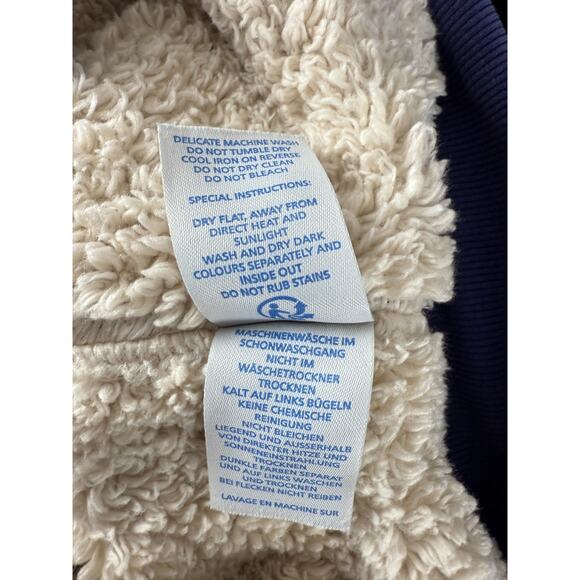 DELICATE MACHINE WASH
DO NOT TUMBLE DRY
COOL IRON ON REVERSE
DO NOT DRY CLEAN
DO NOT BLEACH
SPECIAL INSTRUCTIONS:
DRY FLAT, AWAY FROM
DIRECT HEAT AND
SUNLIGHT
WASH AND DRY DARK
COLOURS SEPARATELY AND
INSIDE OUT
DO NOT RUB STAINS
MASCHINENWÄSCHE IM
SCHONWASCHGANG
NICHT IM
WÄSCHETROCKNER
TROCKNEN
KALT AUF LINKS BÜGELN
KEINE CHEMISCHE
REINIGUNG
NICHT BLEICHEN
LIEGEND UND AUSSERHALB
VON DIREKTER HITZE UND
SONNENEINSTRAHLUNG
TROCKNEN
DUNKLE FARBEN SEPARAT
UND AUF LINKS WASCHEN
UND TROCKNEN
BEI FLECKEN NICHT REIBEN
LAVAGE EN MACHINE SUR